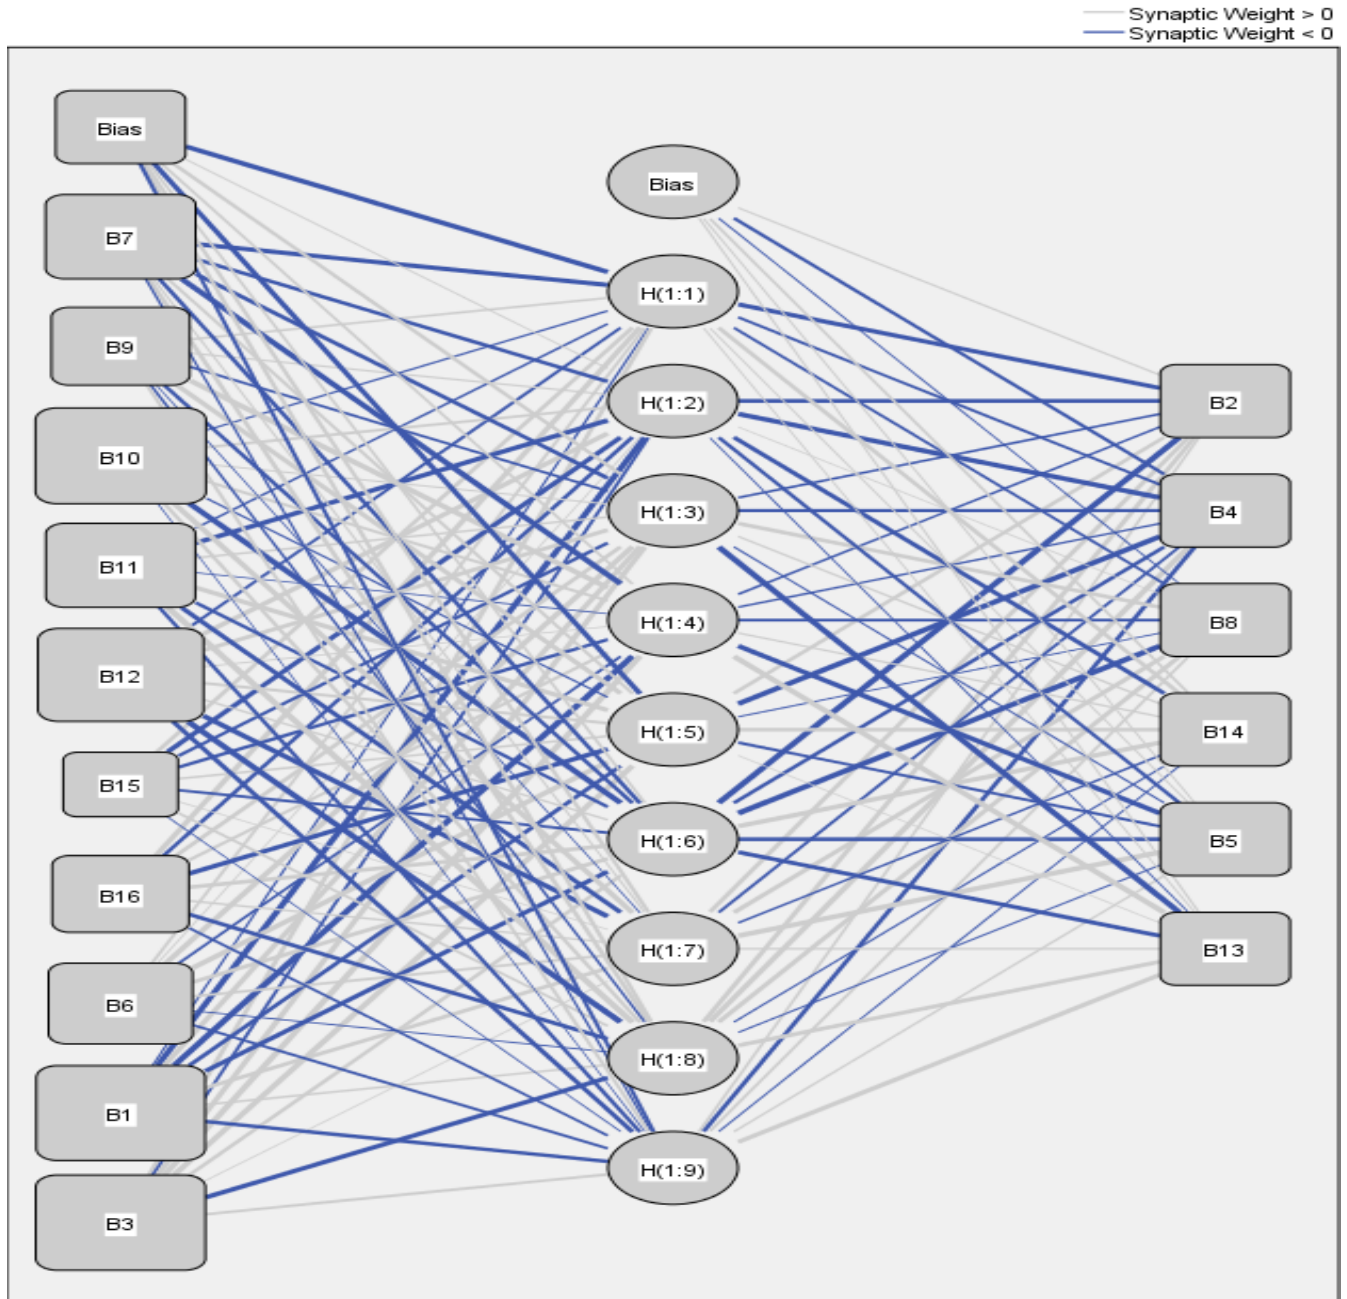 Synaptic Weight > 0
Synaptic Weight < 0
Bias
B7
B9
B10
B11
B12
B15
B16
B6
B1
B3
Bias
H(1:1)
H(1:2)
H(1:3)
H(1:4)
H(1:5)
H(1:6)
H(1:7)
H(1:8)
H(1:9)
B2
B4
B8
B14
B5
B13